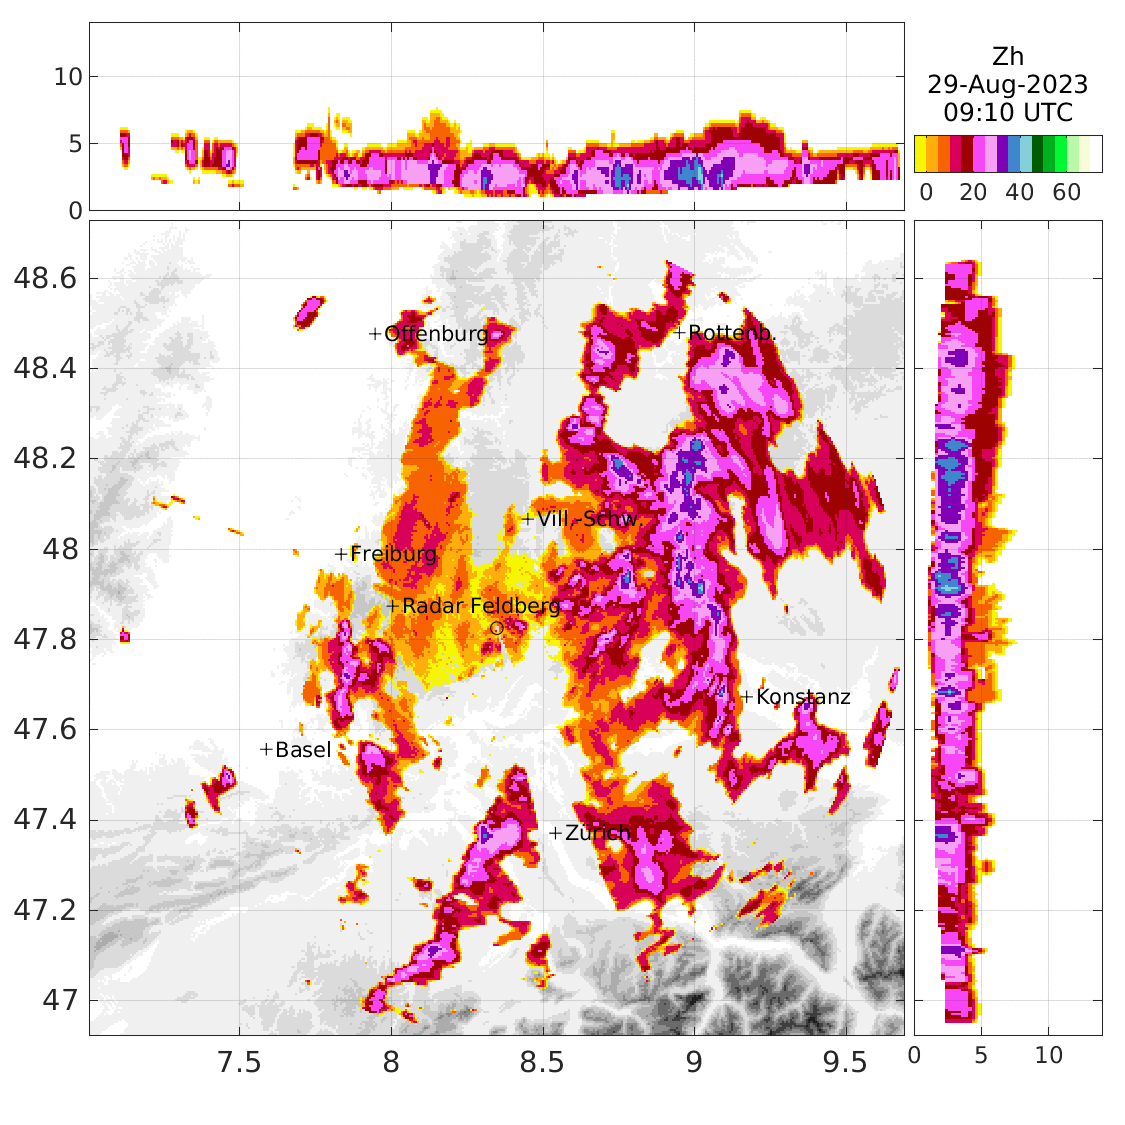 10
5
0
Zh
29-Aug-2023
09:10 UTC
0 20 40 60
48.6
48.4
48.2
48
47.8
47.6
47.4
47.2
47
+Offenburg
+Rottenb.
+Vill.-Schw.
+Freiburg
+Radar Feldberg
+Konstanz
+Basel
+Zürich
7.5 8 8.5 9 9.5
0 5 10